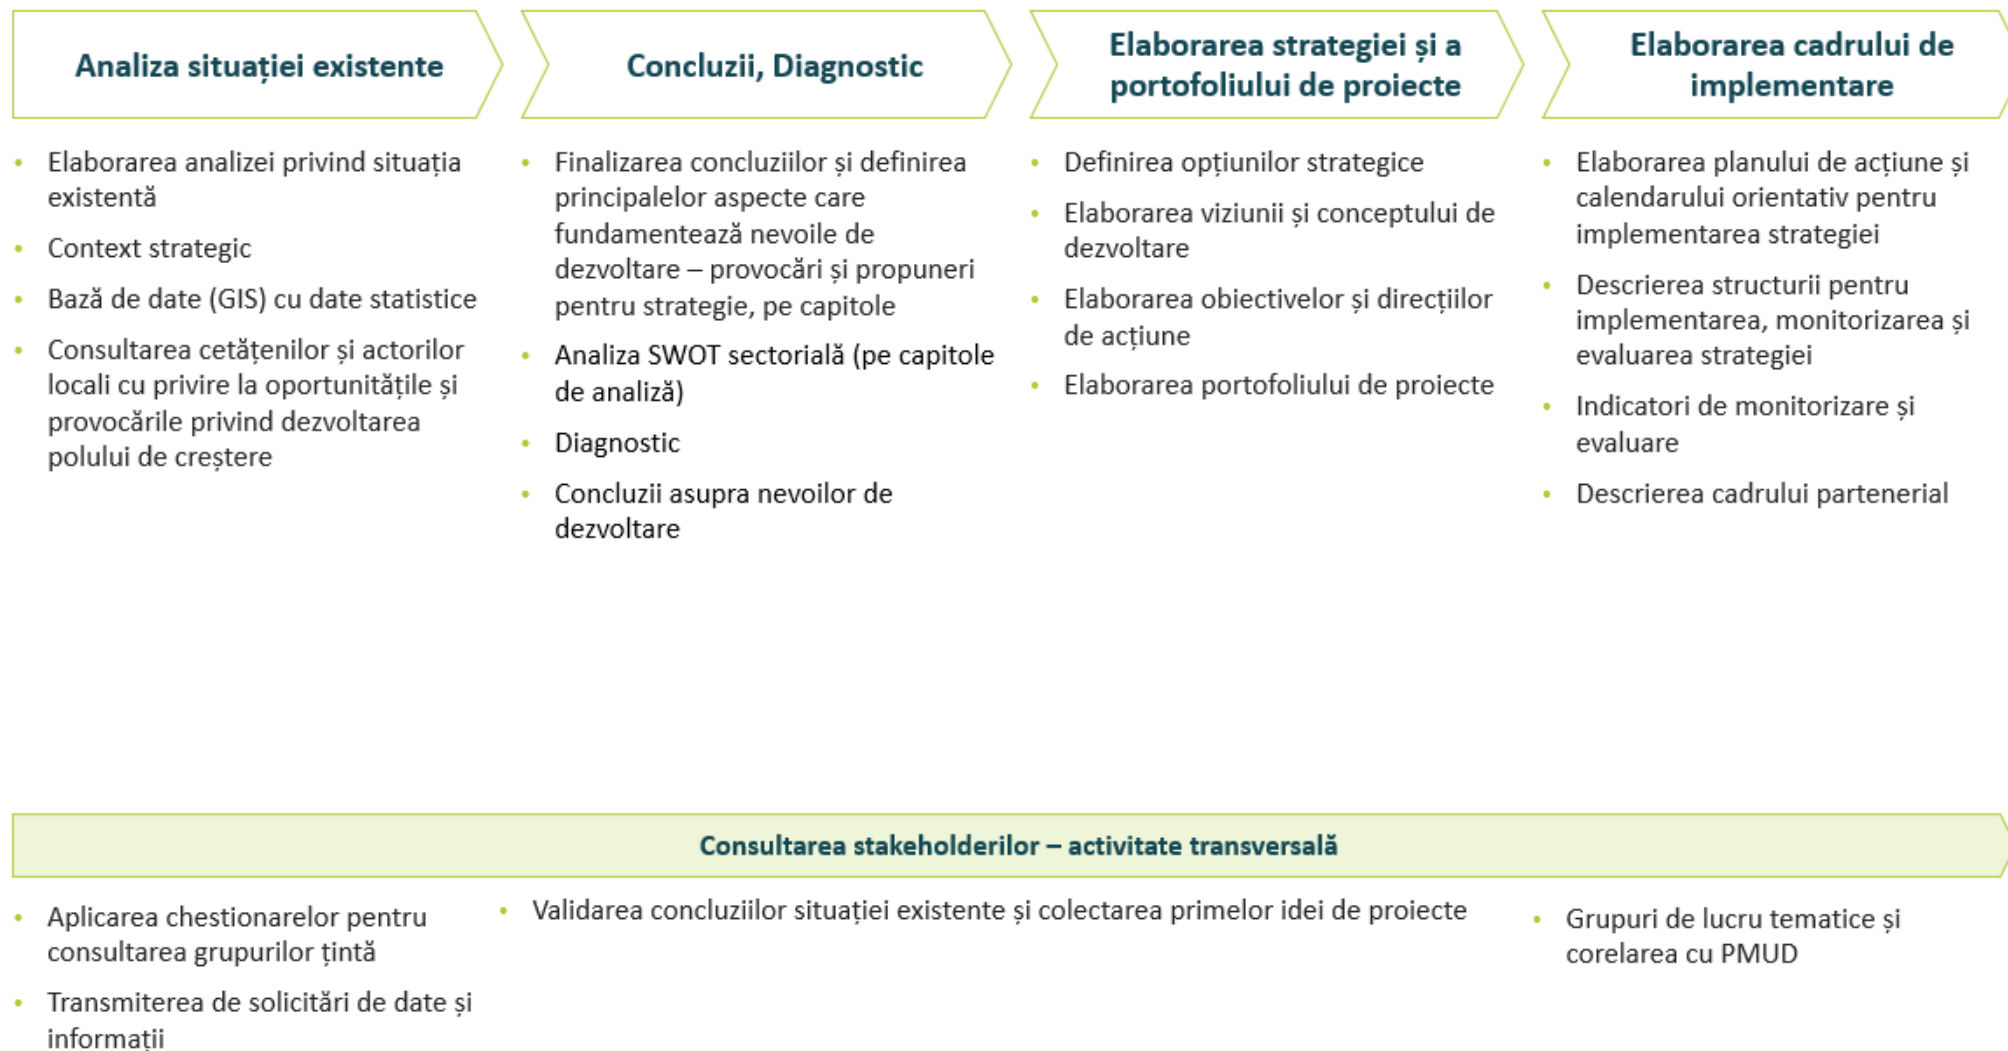 Analiza situației existente
• Elaborarea analizei privind situația
existentă
• Context strategic
• Bază de date (GIS) cu date statistice
• Consultarea cetățenilor și actorilor
locali cu privire la oportunitățile și
provocările privind dezvoltarea
polului de creștere
Concluzii, Diagnostic
• Finalizarea concluziilor și definirea
principalelor aspecte care
fundamentează nevoile de
dezvoltare – provocări și propuneri
pentru strategie, pe capitole
• Analiza SWOT sectorială (pe capitole
de analiză)
• Diagnostic
• Concluzii asupra nevoilor de
dezvoltare
Elaborarea strategiei și a
portofoliului de proiecte
• Definirea opțiunilor strategice
• Elaborarea viziunii și conceptului de
dezvoltare
• Elaborarea obiectivelor și direcțiilor
de acțiune
• Elaborarea portofoliului de proiecte
Elaborarea cadrului de
implementare
• Elaborarea planului de acțiune și
calendarului orientativ pentru
implementarea strategiei
• Descrierea structurii pentru
implementarea, monitorizarea și
evaluarea strategiei
• Indicatori de monitorizare și
evaluare
• Descrierea cadrului partenerial
Consultarea stakeholderilor – activitate transversală
• Aplicarea chestionarelor pentru
consultarea grupurilor țintă
• Transmiterea de solicitări de date și
informații
• Validarea concluziilor situației existente și colectarea primelor idei de proiecte
• Grupuri de lucru tematice și
corelarea cu PMUD